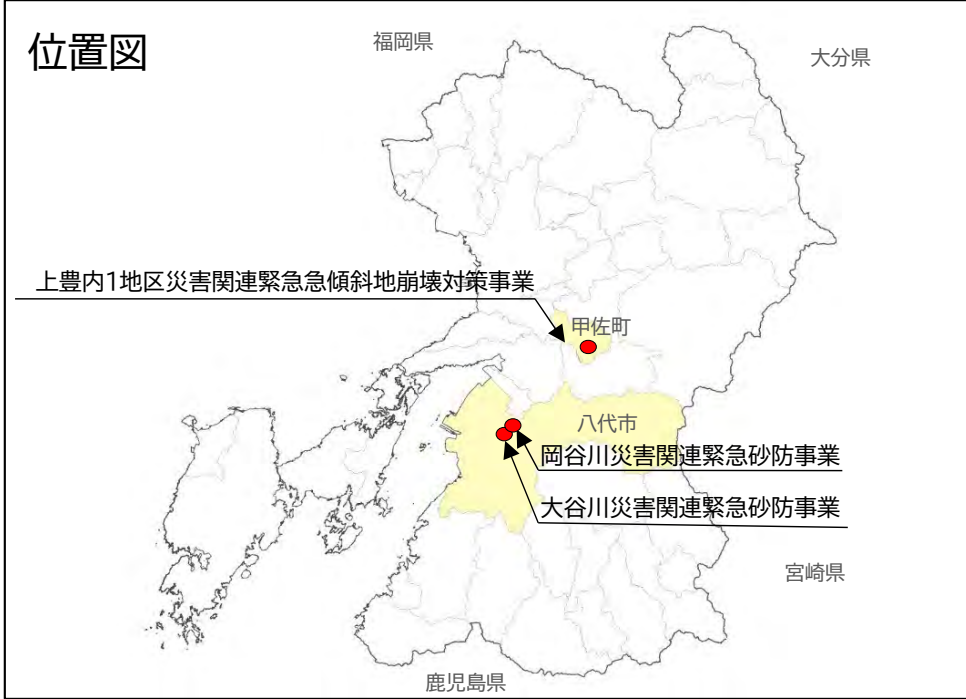 位置図
福岡県
大分県
上豊内1地区災害関連緊急急傾斜地崩壊対策事業
甲佐町
八代市
岡谷川災害関連緊急砂防事業
大谷川災害関連緊急砂防事業
宮崎県
鹿児島県